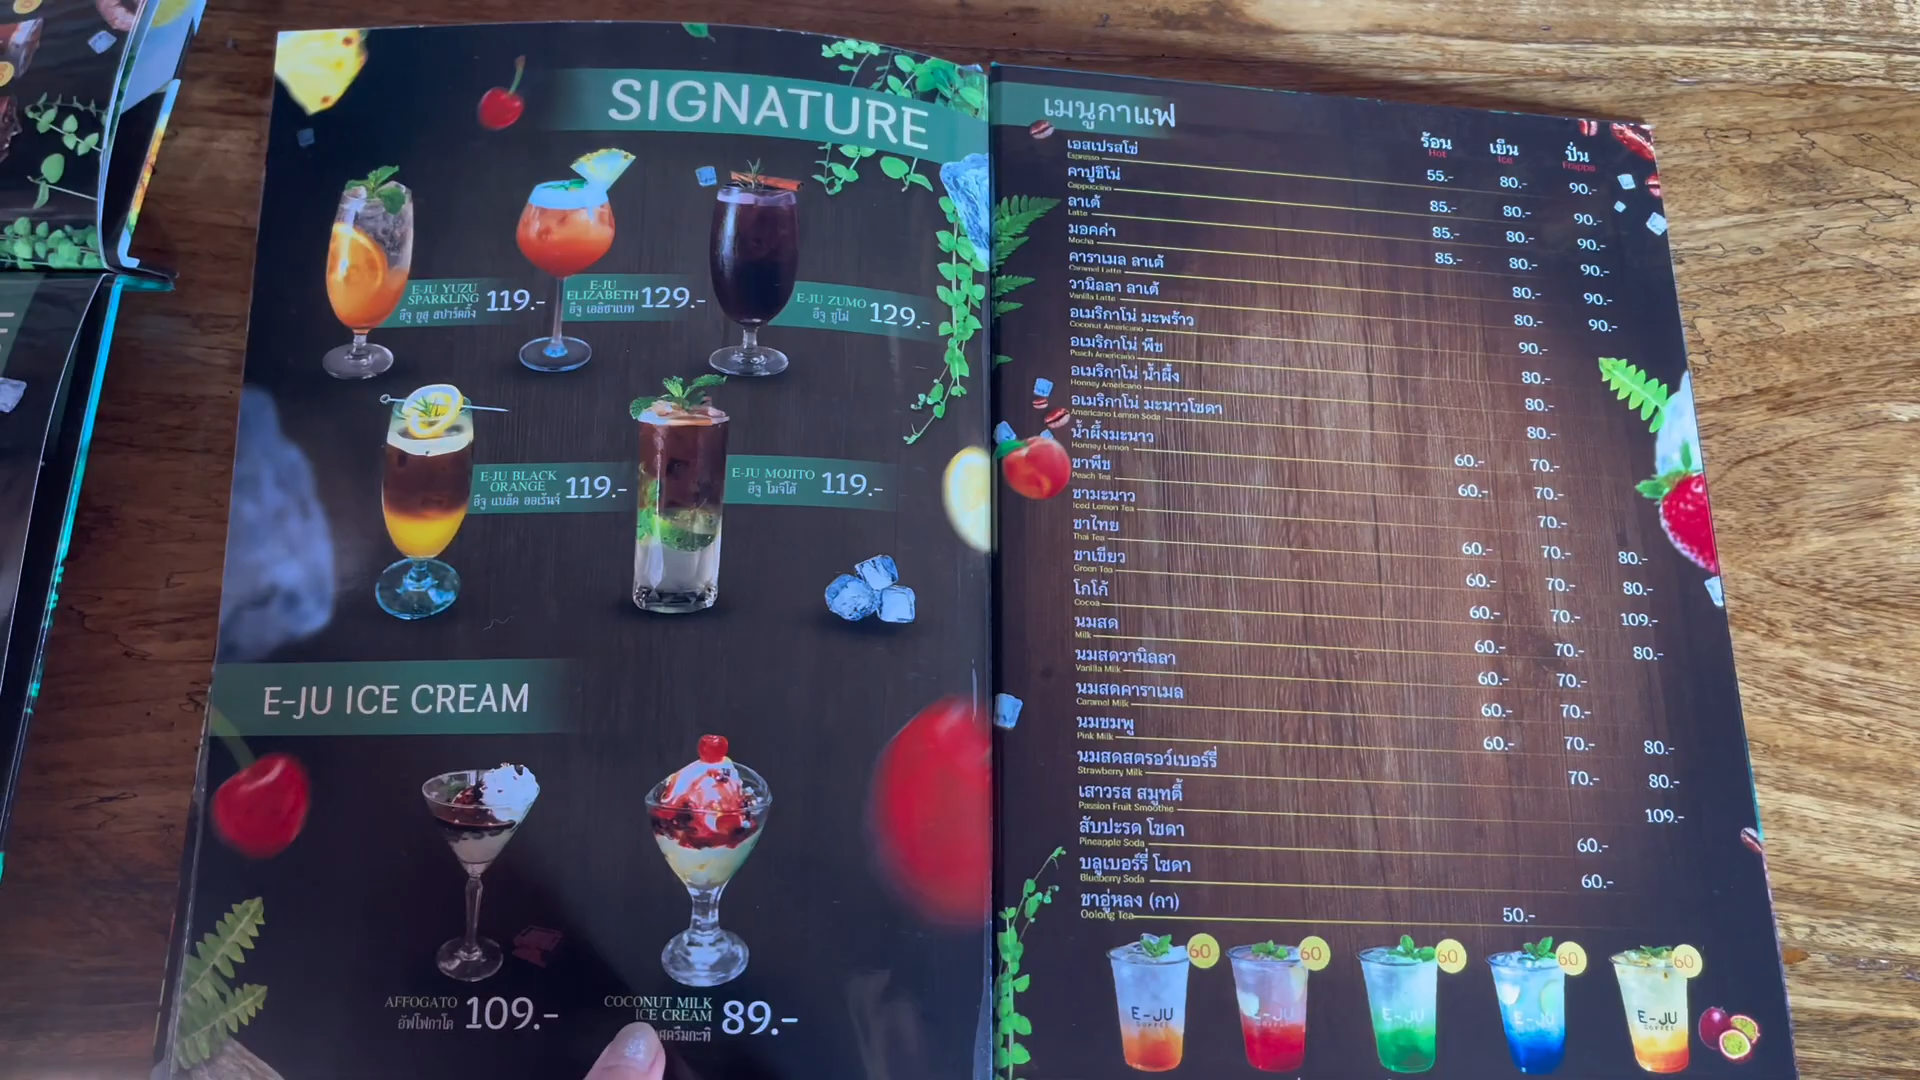 SIGNATURE
E-JU YUZU
SPARKLING
อีจู ยูสุ สปาร์คกิ้ง
119.-
E-JU
ELIZABETH
อีจู เอลิซาเบท
129.-
E-JU ZUMO
อีจู ซูโม่
129.-
E-JU BLACK
ORANGE
อีจู แบล็ค ออเร้นจ์
119.-
E-JU MOJITO
อีจู โมจิโต้
119.-
E-JU ICE CREAM
AFFOGATO
อัฟโฟกาโต
109.-
COCONUT MILK
ICE CREAM
ศครีมกะทิ
89.-
เมนูกาแฟ
ร้อน เย็น ปั่น
Hot Ice Frappe
เอสเปรสโซ่ 55.- 80.- 90.-
Espresso
คาปูชิโน่ 85.- 80.- 90.-
Cappuccino
ลาเต้ 85.- 80.- 90.-
Latte
มอคค่า 85.- 80.- 90.-
Mocha
คาราเมล ลาเต้ 80.- 90.-
Caramel Latte
วานิลลา ลาเต้ 80.- 90.-
Vanilla Latte
อเมริกาโน่ มะพร้าว 90.-
Coconut Americano
อเมริกาโน่ พีช 80.-
Peach Americano
อเมริกาโน่ น้ำผึ้ง 80.-
Honney Americano
อเมริกาโน่ มะนาวโซดา 80.-
Americano Lemon Soda
น้ำผึ้งมะนาว 60.- 70.-
Honney Lemon
ชาพีช 60.- 70.-
Peach Tea
ชามะนาว 70.-
Iced Lemon Tea
ชาไทย 60.- 70.- 80.-
Thai Tea
ชาเขียว 60.- 70.- 80.-
Green Tea
โกโก้ 60.- 70.- 109.-
Cocoa
นมสด 60.- 70.- 80.-
Milk
นมสดวานิลลา 60.- 70.-
Vanilla Milk
นมสดคาราเมล 60.- 70.-
Caramel Milk
นมชมพู 60.- 70.- 80.-
Pink Milk
นมสดสตรอว์เบอร์รี่ 70.- 80.-
Strawberry Milk
เสาวรส สมูทตี้ 109.-
Passion Fruit Smoothie
สับปะรด โซดา 60.-
Pineapple Soda
บลูเบอร์รี่ โซดา 60.-
Blueberry Soda
ชาอู่หลง (กา) 50.-
Oolong Tea
60 60 60 60 60
E-JU E-JU E-JU E-JU E-JU
COFFEE